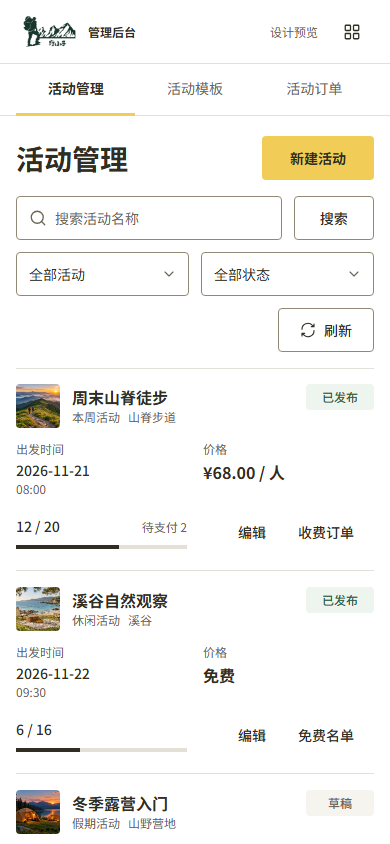 管理后台
设计预览
活动管理
活动模板
活动订单
活动管理
新建活动
搜索活动名称
搜索
全部活动
全部状态
刷新
周末山脊徒步
已发布
本周活动 山脊步道
出发时间
价格
2026-11-21
¥68.00 / 人
08:00
12 / 20
待支付 2
编辑
收费订单
溪谷自然观察
已发布
休闲活动 溪谷
出发时间
价格
2026-11-22
免费
09:30
6 / 16
编辑
免费名单
冬季露营入门
草稿
假期活动 山野营地